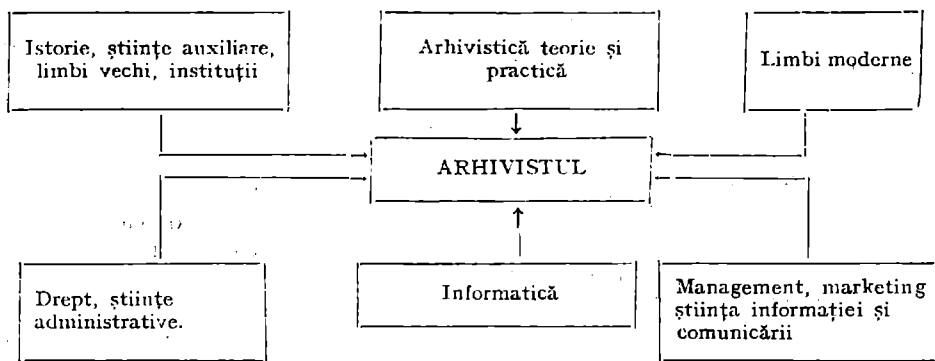 Istorie, științe auxiliare,
limbi vechi, instituții
Arhivistică teorie și
practică
Limbi moderne
ARHIVISTUL
Drept, științe
administrative.
Informatică
Management, marketing
știința informației și
comunicării